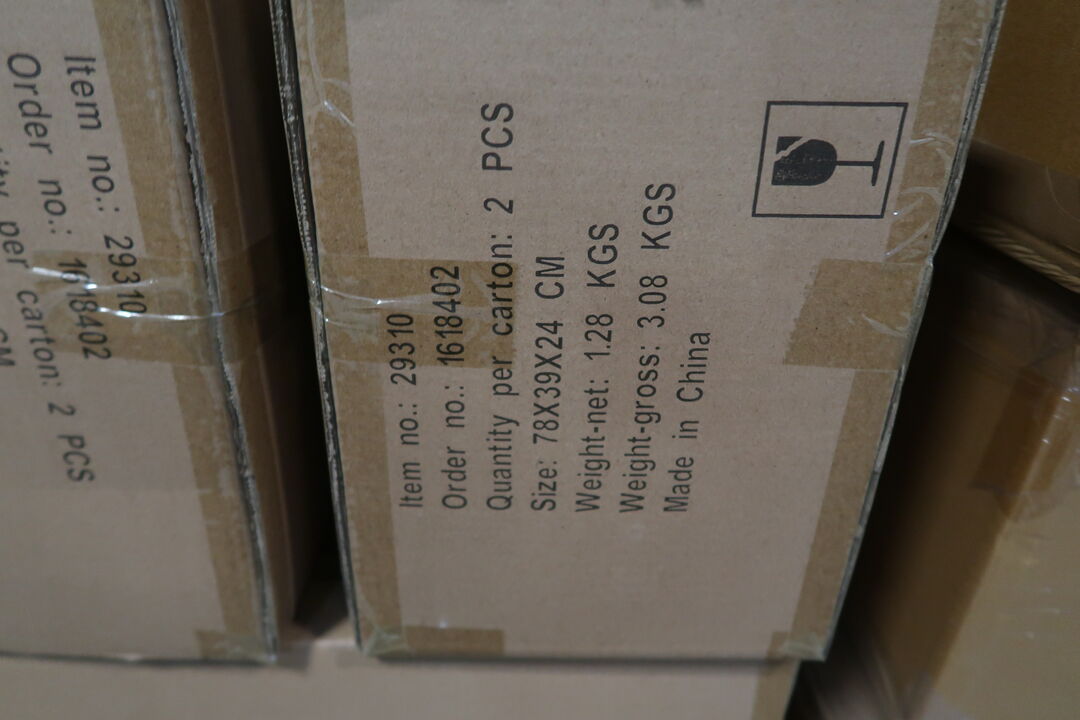 Item no.: 29310
Order no.: 1618402
Quantity per carton: 2 PCS
Size: 78X39X24 CM
Weight-net: 1.28 KGS
Weight-gross: 3.08 KGS
Made in China
Item no.: 29310
Order no.: 1618402
per carton: 2 PCS
CM